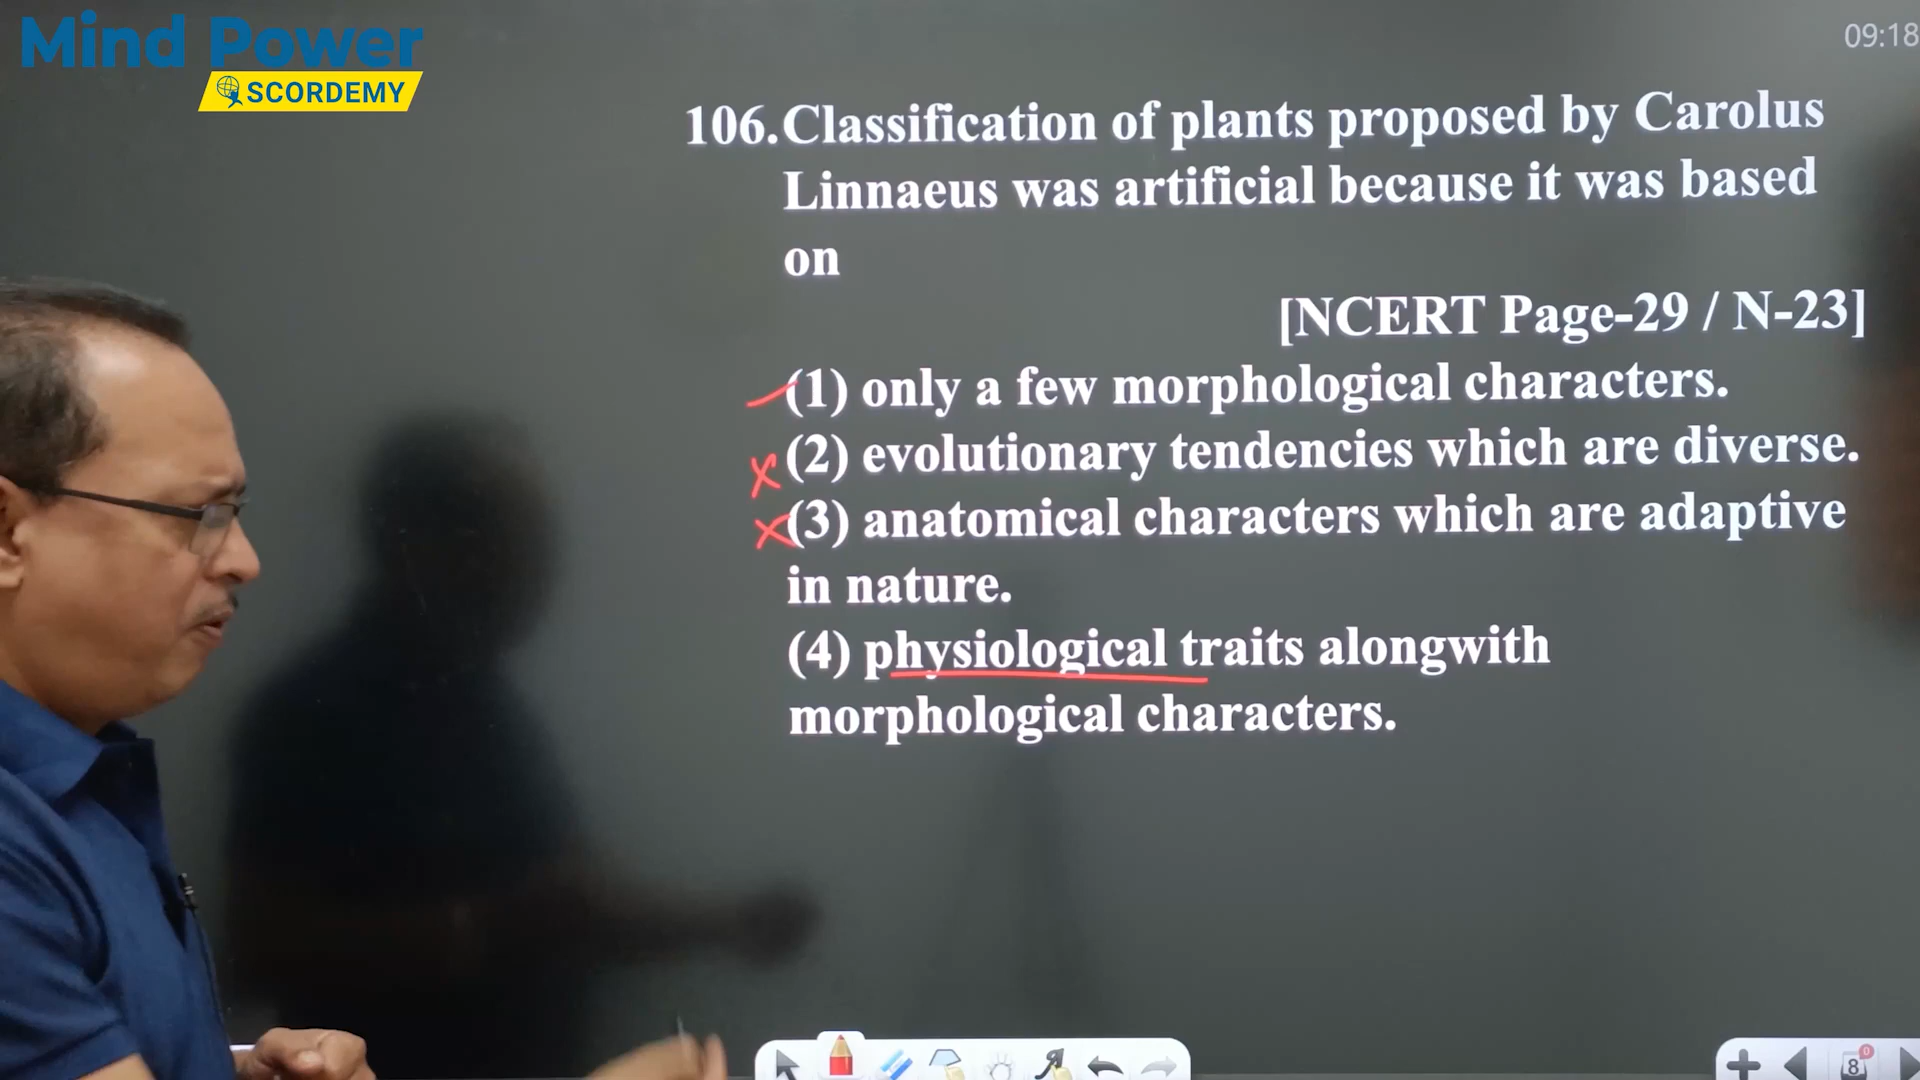 Mind Power
SCORDEMY
09:18
106.Classification of plants proposed by Carolus
Linnaeus was artificial because it was based
on
[NCERT Page-29 / N-23]
(1) only a few morphological characters.
(2) evolutionary tendencies which are diverse.
(3) anatomical characters which are adaptive
in nature.
(4) physiological traits alongwith
morphological characters.
8
0